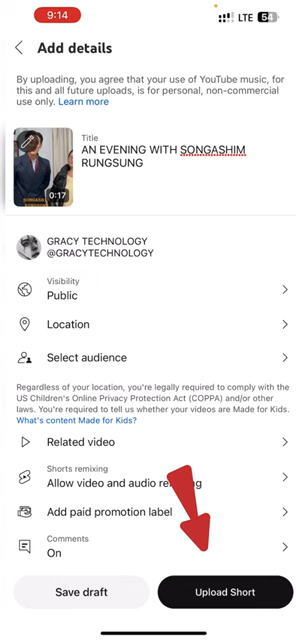 9:14
LTE 54
Add details
By uploading, you agree that your use of YouTube music, for
this and all future uploads, is for personal, non-commercial
use only. Learn more
Title
AN EVENING WITH SONGASHIM
RUNGSUNG
SONGASHI
0:17
GRACY TECHNOLOGY
@GRACYTECHNOLOGY
Visibility
Public
Location
Select audience
Regardless of your location, you're legally required to comply with the
US Children's Online Privacy Protection Act (COPPA) and/or other
laws. You're required to tell us whether your videos are Made for Kids.
What's content Made for Kids?
Related video
Shorts remixing
Allow video and audio
Add paid promotion label
Comments
On
Save draft
Upload Short